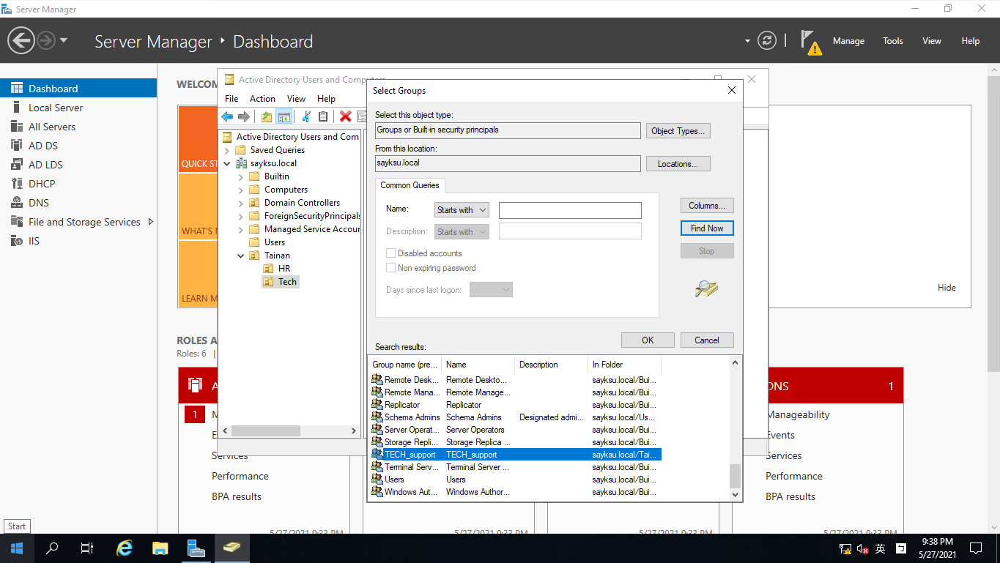 Server Manager
Server Manager ‣ Dashboard
Manage Tools View Help
Dashboard
Local Server
All Servers
AD DS
AD LDS
DHCP
DNS
File and Storage Services
IIS
QUICK ST
LEARN M
Hide
Roles: 6 |
Active Directory Users and Computers
File Action View Help
Active Directory Users and Com
Saved Queries
sayksu.local
Builtin
Computers
Domain Controllers
ForeignSecurityPrincipals
Managed Service Accour
Users
Tainan
HR
Tech
Select Groups
Select this object type:
Groups or Built-in security principals
Object Types...
From this location:
sayksu.local
Locations...
Common Queries
Name: Starts with
Description: Starts with
Disabled accounts
Non expiring password
Days since last logon:
Columns...
Find Now
Stop
OK Cancel
Search results:
Group name (pre... Name Description In Folder
Remote Desk... Remote Deskto... sayksu.local/Bui...
Remote Mana... Remote Manage... sayksu.local/Bui...
Replicator Replicator sayksu.local/Bui...
Schema Admins Schema Admins Designated admi... sayksu.local/Us...
Server Operat... Server Operators sayksu.local/Bui...
Storage Repli... Storage Replica ... sayksu.local/Bui...
TECH_support TECH_support sayksu.local/Tai...
Terminal Serv... Terminal Server ... sayksu.local/Bui...
Users Users sayksu.local/Bui...
Windows Aut... Windows Author... sayksu.local/Bui...
1
Services
Performance
BPA results
DNS 1
Manageability
Events
Services
Performance
BPA results
5/27/2021 9:33 PM
5/27/2021 9:33 PM
5/27/2021 9:33 PM
5/27/2021 9:33 PM
Start
英
ㄅ
9:38 PM
5/27/2021